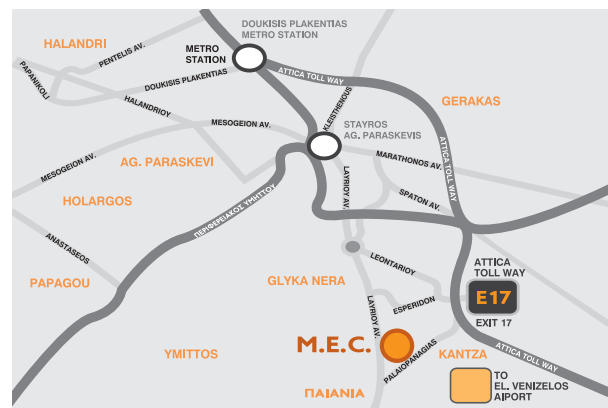 DOUKISIS PLAKENTIAS
METRO STATION
HALANDRI
METRO
STATION
PENTELIS AV.
PAPANIKOLI
DOUKISIS PLAKENTIAS
ATTICA TOLL WAY
HALANDRIOY
KLEISTHENOUS
GERAKAS
MESOGEION AV.
STAYROS
AG. PARASKEVIS
ATTICA TOLL WAY
MESOGEION AV.
AG. PARASKEVI
MARATHONOS AV.
HOLARGOS
LAYRIOY AV.
SPATON AV.
ΠΕΡΙΦΕΡΕΙΑΚΟΣ ΥΜΗΤΤΟΥ
ANASTASEOS
LEONTARIOY
ATTICA
TOLL WAY
PAPAGOU
GLYKA NERA
E17
ESPERIDON
EXIT 17
LAYRIOY AV.
YMITTOS
M.E.C.
KANTZA
PALAIOPANAGIAS
ATTICA TOLL WAY
ΠΑΙΑΝΙΑ
TO
EL. VENIZELOS
AIPORT